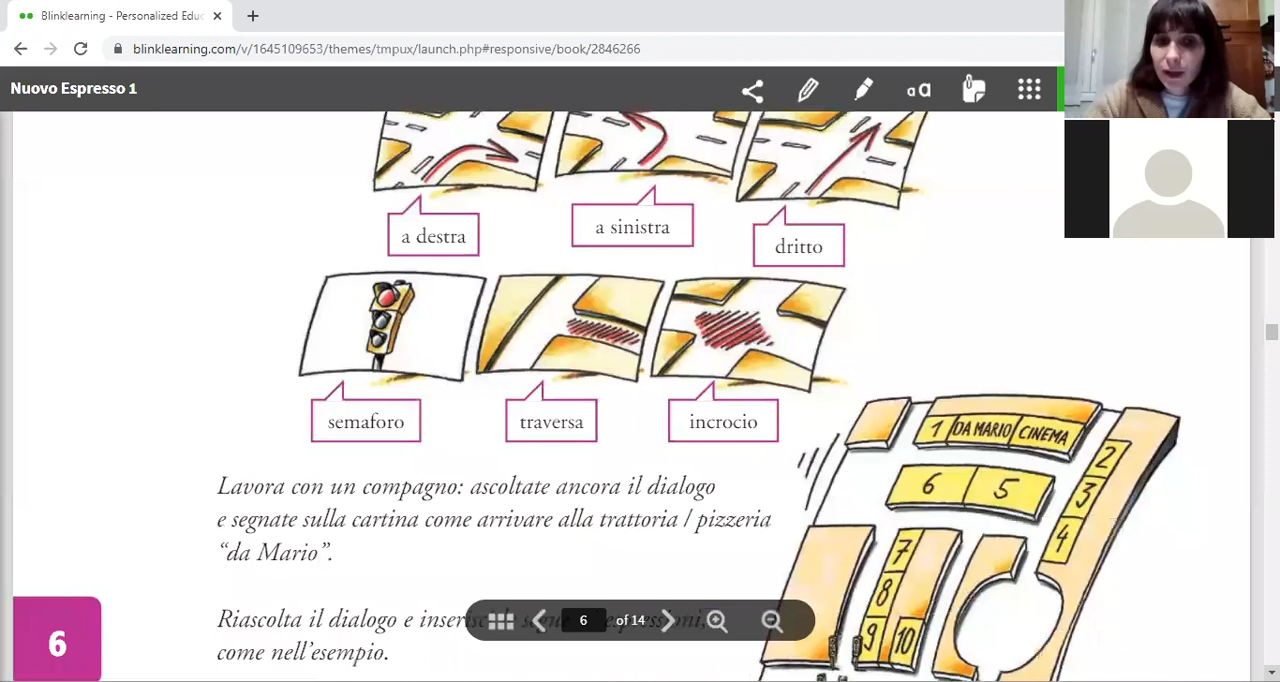 Blinklearning - Personalized Educ
blinklearning.com/v/1645109653/themes/tmpux/launch.php#responsive/book/2846266
Nuovo Espresso 1
aa
a destra
a sinistra
dritto
semaforo
traversa
incrocio
1 DA MARIO CINEMA
2
3
4
6 5
7
8
9 10
Lavora con un compagno: ascoltate ancora il dialogo
e segnate sulla cartina come arrivare alla trattoria / pizzeria
“da Mario”.
Riascolta il dialogo e
come nell’esempio.
6
6 of 14